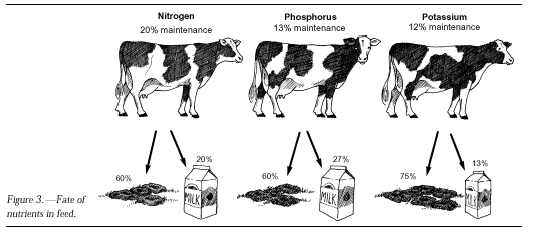 Nitrogen
20% maintenance
Phosphorus
13% maintenance
Potassium
12% maintenance
60%
20%
MILK
60%
27%
MILK
75%
13%
MILK
Figure 3.—Fate of
nutrients in feed.